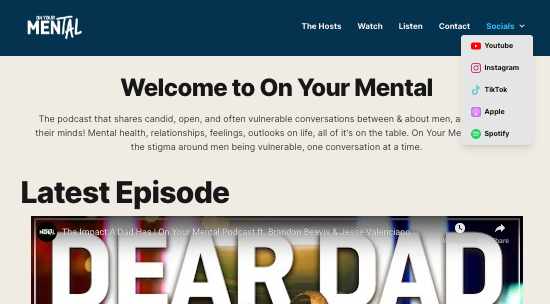 ON YOUR
MENTAL
The Hosts
Watch
Listen
Contact
Socials
Youtube
Instagram
TikTok
Apple
Spotify
Welcome to On Your Mental
The podcast that shares candid, open, and often vulnerable conversations between & about men, a
their minds! Mental health, relationships, feelings, outlooks on life, all of it's on the table. On Your Me
the stigma around men being vulnerable, one conversation at a time.
Latest Episode
MENTAL
The Impact A Dad Has | On Your Mental Podcast ft. Brandon Beavis & Jesse Valenciano
DEAR DAD